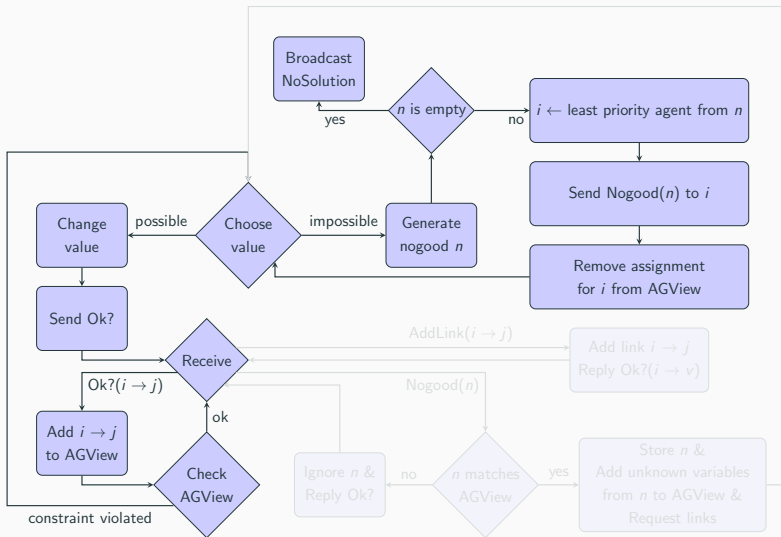 Broadcast
NoSolution
n is empty
yes
no
i ← least priority agent from n
Send Nogood(n) to i
Remove assignment
for i from AGView
Change
value
possible
Choose
value
impossible
Generate
nogood n
Send Ok?
Receive
AddLink(i → j)
Add link i → j
Reply Ok?(i → v)
Ok?(i → j)
Nogood(n)
ok
Add i → j
to AGView
Check
AGView
Ignore n &
Reply Ok?
no
n matches
AGView
yes
Store n &
Add unknown variables
from n to AGView &
Request links
constraint violated